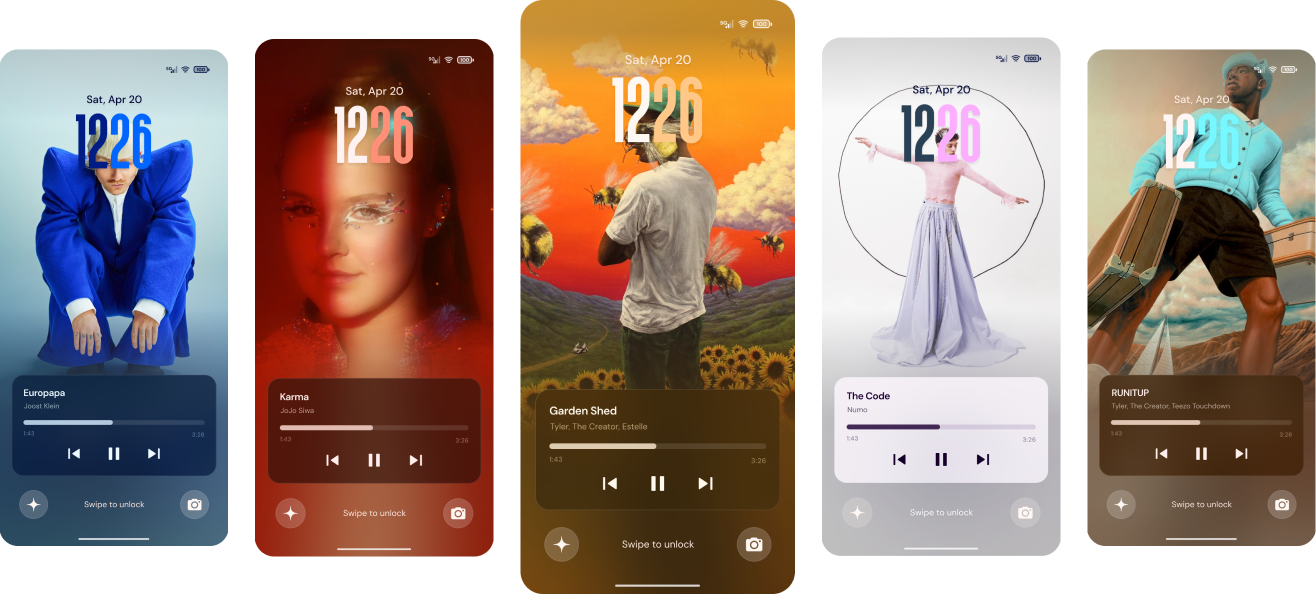 5G 100
Sat, Apr 20
1226
Europapa
Joost Klein
1:43 3:26
Swipe to unlock
5G 100
Sat, Apr 20
1226
Karma
JoJo Siwa
1:43 3:26
Swipe to unlock
5G 100
Sat, Apr 20
1226
Garden Shed
Tyler, The Creator, Estelle
1:43 3:26
Swipe to unlock
5G 100
Sat, Apr 20
1226
The Code
Numo
1:43 3:26
Swipe to unlock
5G 100
Sat, Apr 20
1226
RUNITUP
Tyler, The Creator, Teezo Touchdown
1:43 3:26
Swipe to unlock